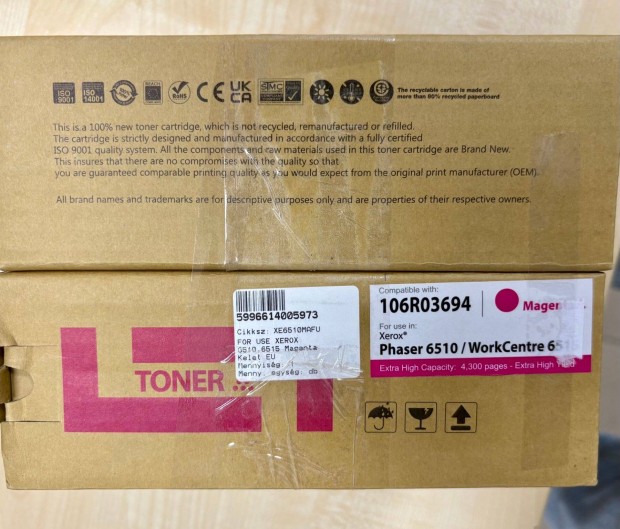 ISO 9001
ISO 14001
RoHS
CE
UK CA
The recyclable carton is made of
more than 80% recycled paperboard
This is a 100% new toner cartridge, which is not recycled, remanufactured or refilled.
The cartridge is strictly designed and manufactured in accordance with a fully certified
ISO 9001 quality system. All the components and raw materials used in this toner cartridge are Brand New.
This insures that there are no compromises with the quality so that
you are guaranteed comparable printing quality as you would expect from the original print manufacturer (OEM).
All brand names and trademarks are for descriptive purposes only and are properties of their respective owners.
5996614005973
Cikksz: XE6510MAFU
FOR USE XEROX
6510,6515 Magenta
Kelet EU
Mennyiség: 1
Menny. egység: db
TONER ...
Compatible with:
106R03694
Magen
For use in:
Xerox®
Phaser 6510 / WorkCentre 6515
Extra High Capacity: 4,300 pages - Extra High Yield